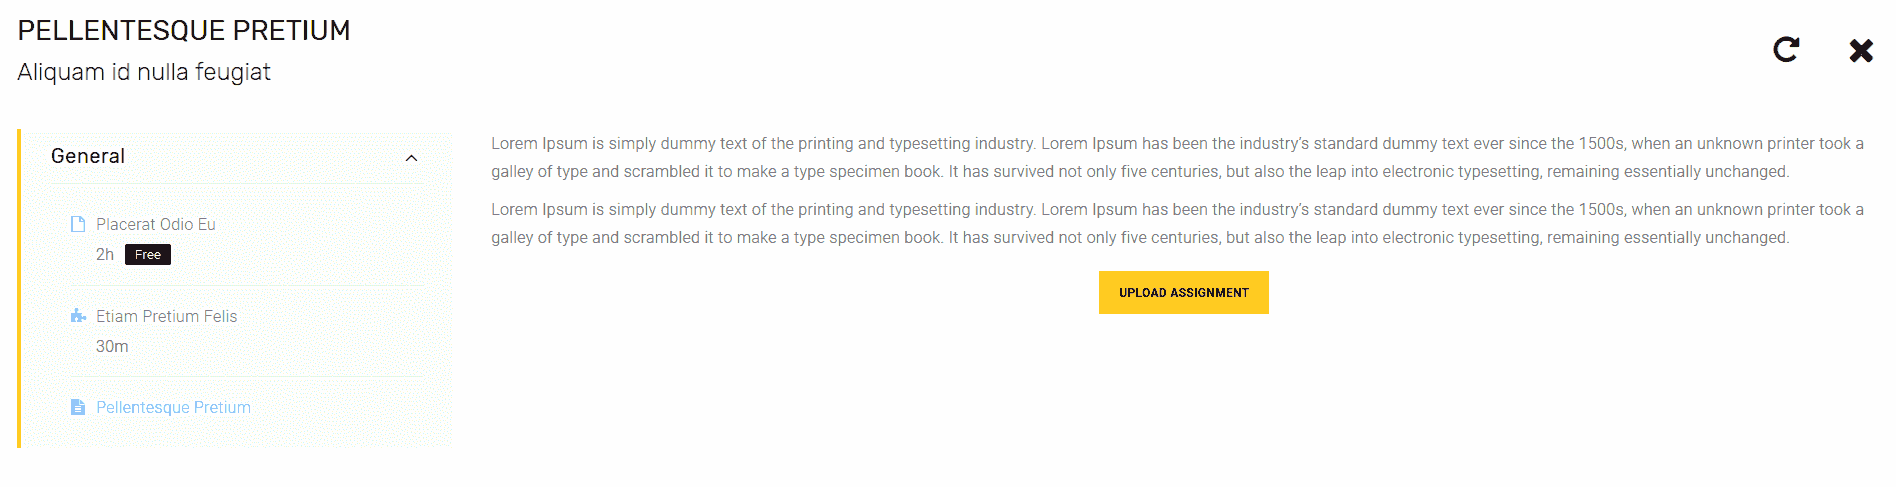 PELLENTESQUE PRETIUM
Aliquam id nulla feugiat
General
Placerat Odio Eu
2h Free
Etiam Pretium Felis
30m
Pellentesque Pretium
Lorem Ipsum is simply dummy text of the printing and typesetting industry. Lorem Ipsum has been the industry’s standard dummy text ever since the 1500s, when an unknown printer took a
galley of type and scrambled it to make a type specimen book. It has survived not only five centuries, but also the leap into electronic typesetting, remaining essentially unchanged.
Lorem Ipsum is simply dummy text of the printing and typesetting industry. Lorem Ipsum has been the industry’s standard dummy text ever since the 1500s, when an unknown printer took a
galley of type and scrambled it to make a type specimen book. It has survived not only five centuries, but also the leap into electronic typesetting, remaining essentially unchanged.
UPLOAD ASSIGNMENT